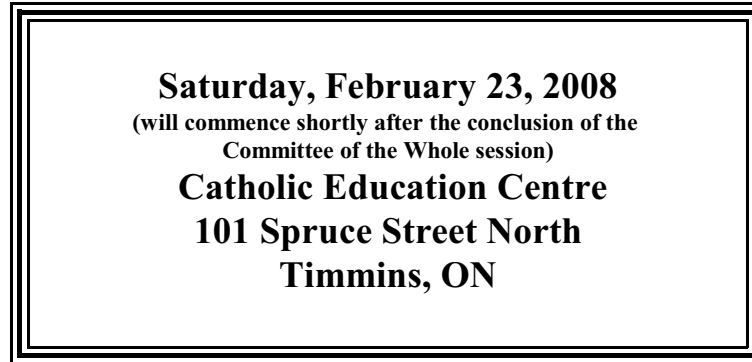 Saturday, February 23, 2008
(will commence shortly after the conclusion of the
Committee of the Whole session)
Catholic Education Centre
101 Spruce Street North
Timmins, ON